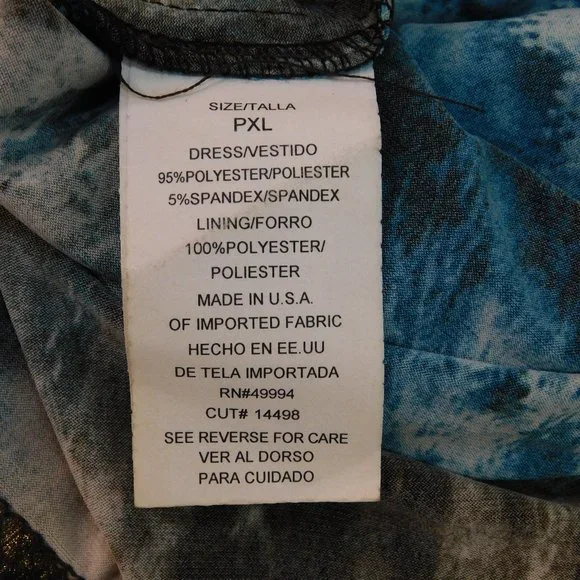 SIZE/TALLA
PXL
DRESS/VESTIDO
95%POLYESTER/POLIESTER
5%SPANDEX/SPANDEX
LINING/FORRO
100%POLYESTER/
POLIESTER
MADE IN U.S.A.
OF IMPORTED FABRIC
HECHO EN EE.UU
DE TELA IMPORTADA
RN#49994
CUT# 14498
SEE REVERSE FOR CARE
VER AL DORSO
PARA CUIDADO